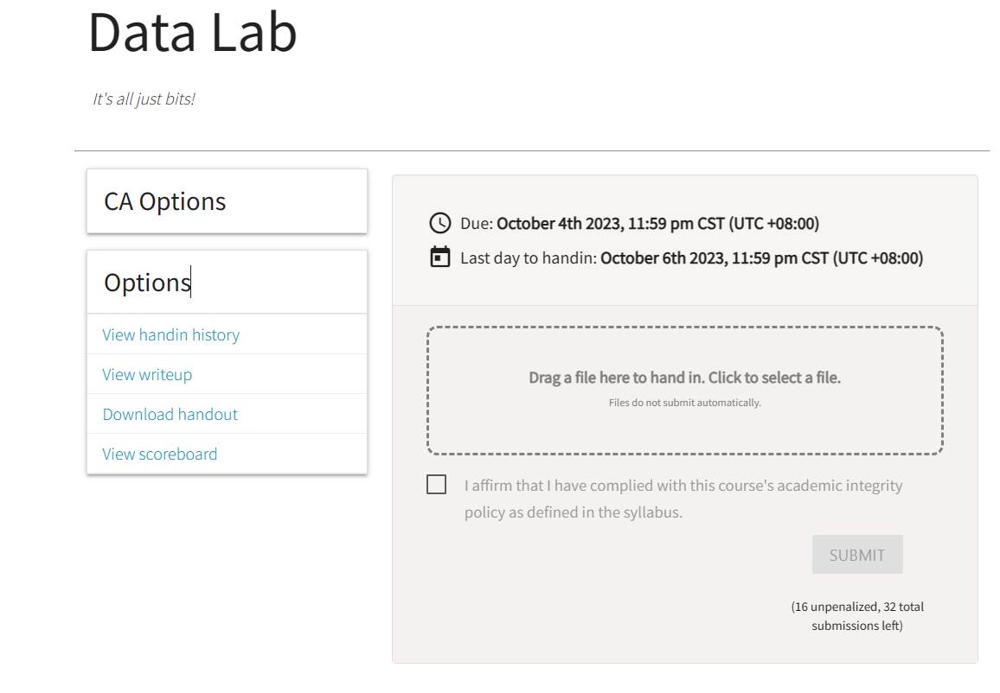 Data Lab
It's all just bits!
CA Options
Options
View handin history
View writeup
Download handout
View scoreboard
Due: October 4th 2023, 11:59 pm CST (UTC +08:00)
Last day to handin: October 6th 2023, 11:59 pm CST (UTC +08:00)
Drag a file here to hand in. Click to select a file.
Files do not submit automatically.
I affirm that I have complied with this course's academic integrity
policy as defined in the syllabus.
SUBMIT
(16 unpenalized, 32 total
submissions left)